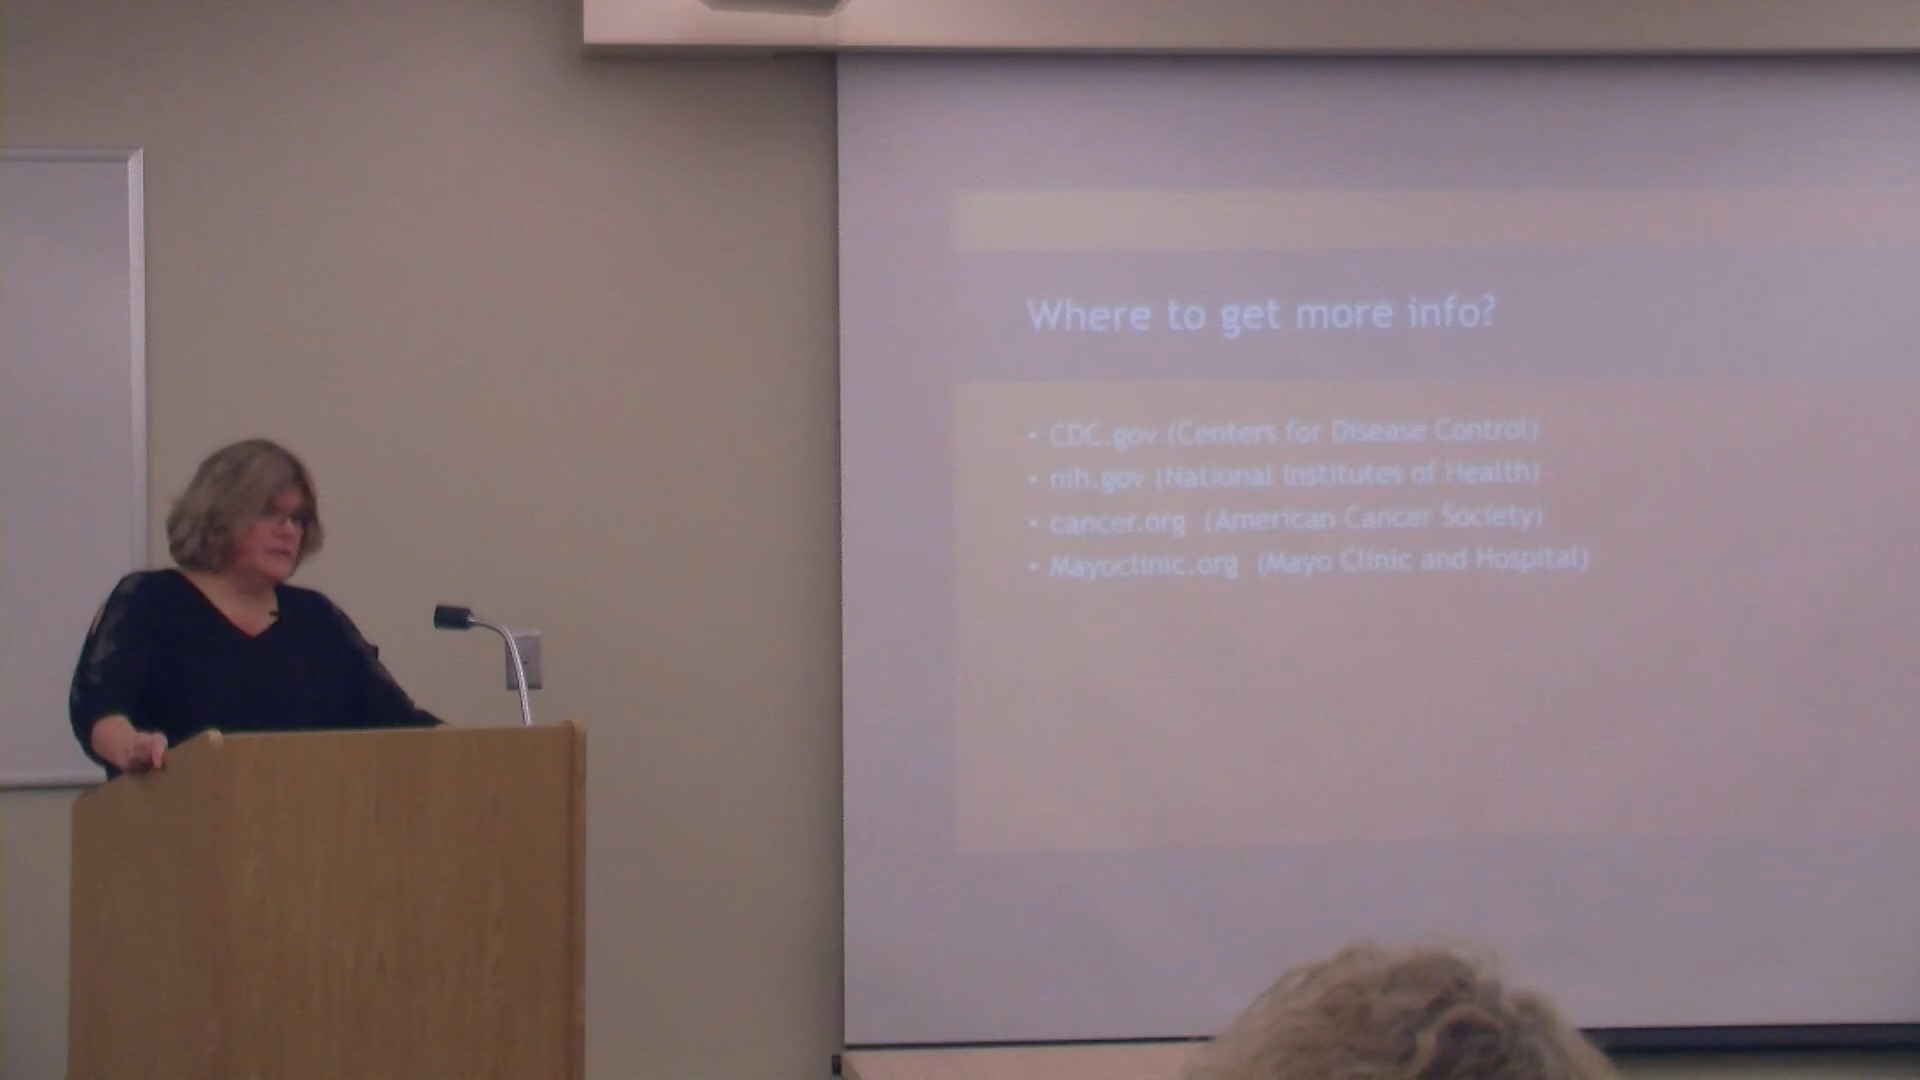 Where to get more info?
• CDC.gov (Centers for Disease Control)
• nih.gov (National Institutes of Health)
• cancer.org (American Cancer Society)
• Mayoclinic.org (Mayo Clinic and Hospital)